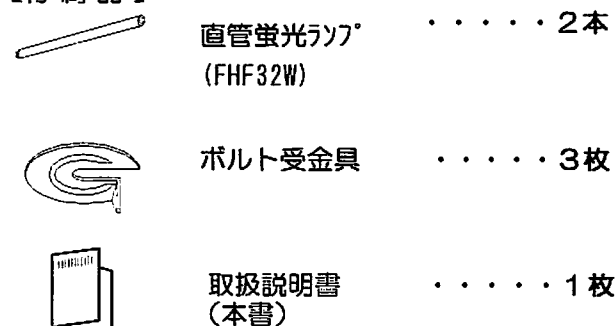 直管蛍光ﾗﾝﾌﾟ ・・・・・2本
(FHF32W)
ボルト受金具 ・・・・・3枚
取扱説明書 ・・・・・1枚
(本書)